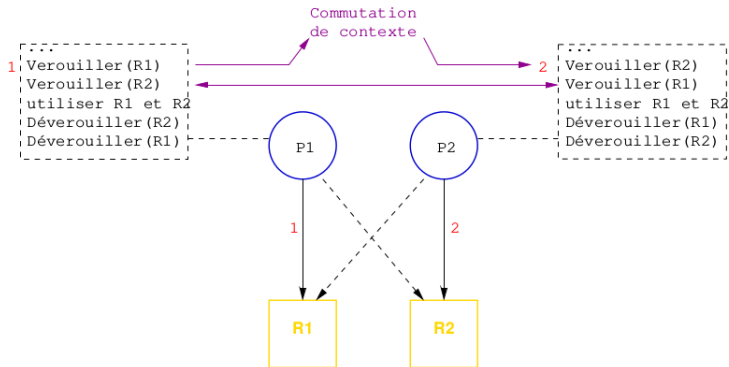 Commutation
de contexte
...
1 Verouiller(R1)
Verouiller(R2)
utiliser R1 et R2
Déverouiller(R2)
Déverouiller(R1)
...
2 Verouiller(R2)
Verouiller(R1)
utiliser R1 et R2
Déverouiller(R1)
Déverouiller(R2)
P1
P2
1
2
R1
R2